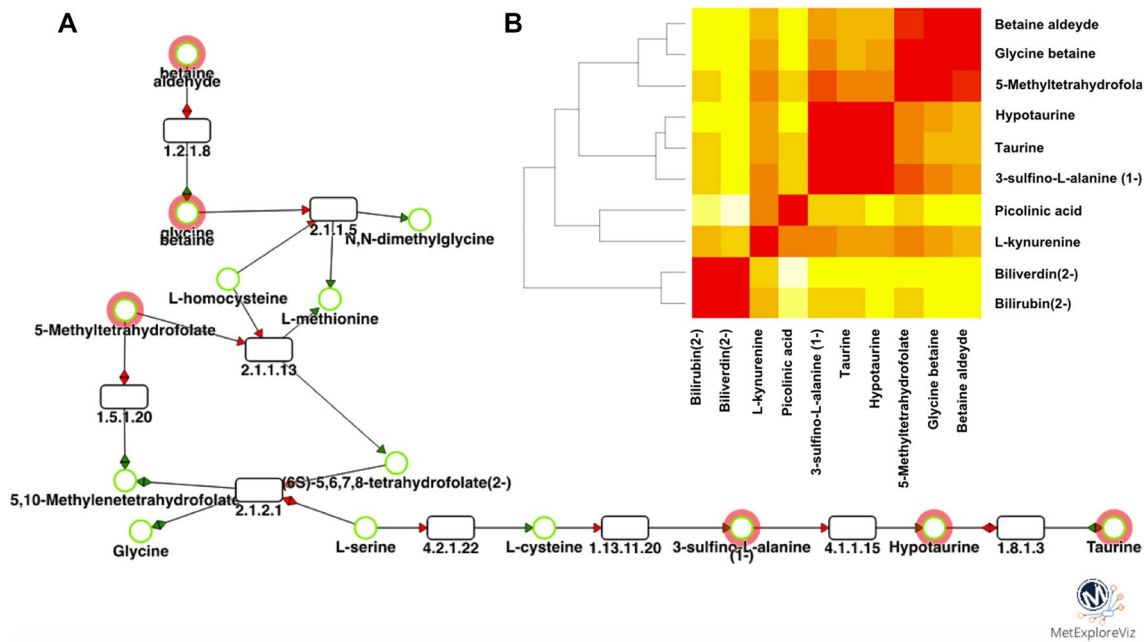 A
B
betaine
aldehyde
1.2.1.8
glycine
betaine
2.1.1.5
N,N-dimethylglycine
L-homocysteine
L-methionine
5-Methyltetrahydrofolate
2.1.1.13
1.5.1.20
(6S)-5,6,7,8-tetrahydrofolate(2-)
5,10-Methylenetetrahydrofolate
2.1.2.1
Glycine
L-serine
4.2.1.22
L-cysteine
1.13.11.20
3-sulfino-L-alanine
(1-)
4.1.1.15
Hypotaurine
1.8.1.3
Taurine
Betaine aldeyde
Glycine betaine
5-Methyltetrahydrofola
Hypotaurine
Taurine
3-sulfino-L-alanine (1-)
Picolinic acid
L-kynurenine
Biliverdin(2-)
Bilirubin(2-)
Bilirubin(2-)
Biliverdin(2-)
L-kynurenine
Picolinic acid
3-sulfino-L-alanine (1-)
Taurine
Hypotaurine
5-Methyltetrahydrofolate
Glycine betaine
Betaine aldeyde
M
MetExploreViz